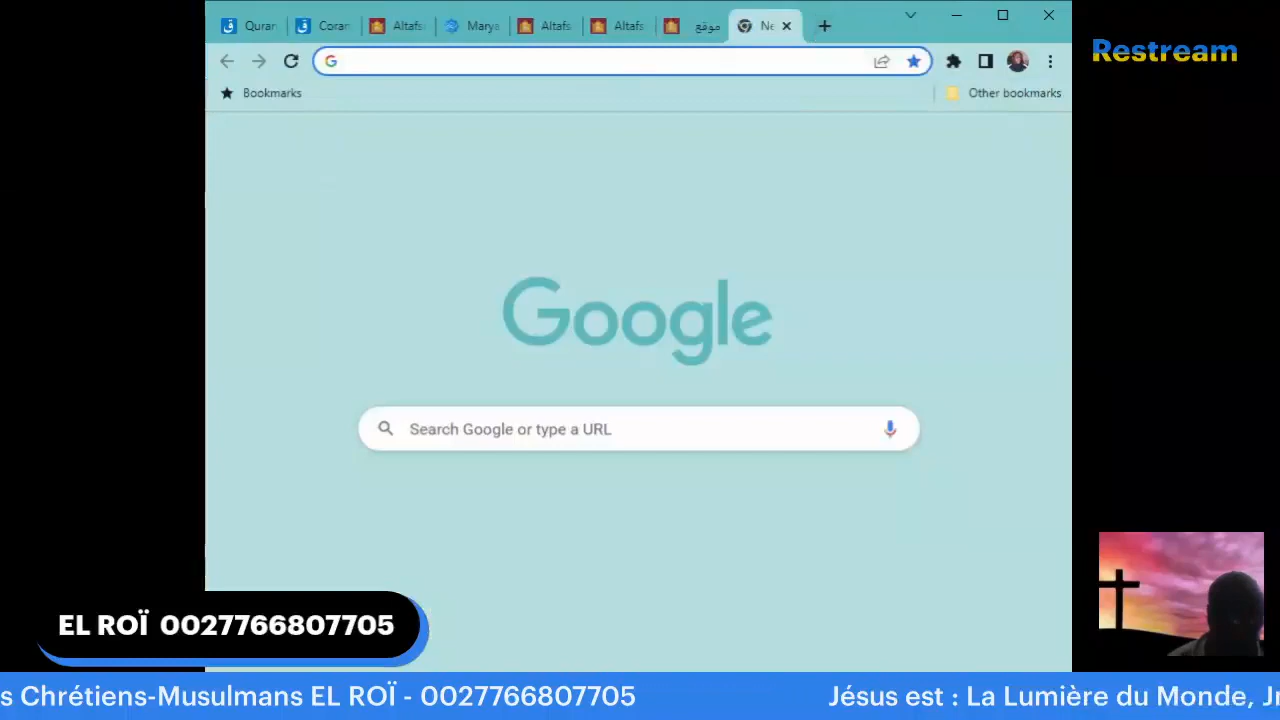 Quran
Coran
Altafs
Marya
Altafs
Altafs
موقع
Ne
Restream
Bookmarks
Other bookmarks
Google
Search Google or type a URL
EL ROÏ 0027766807705
s Chrétiens-Musulmans EL ROÏ - 0027766807705
Jésus est : La Lumière du Monde, Jn